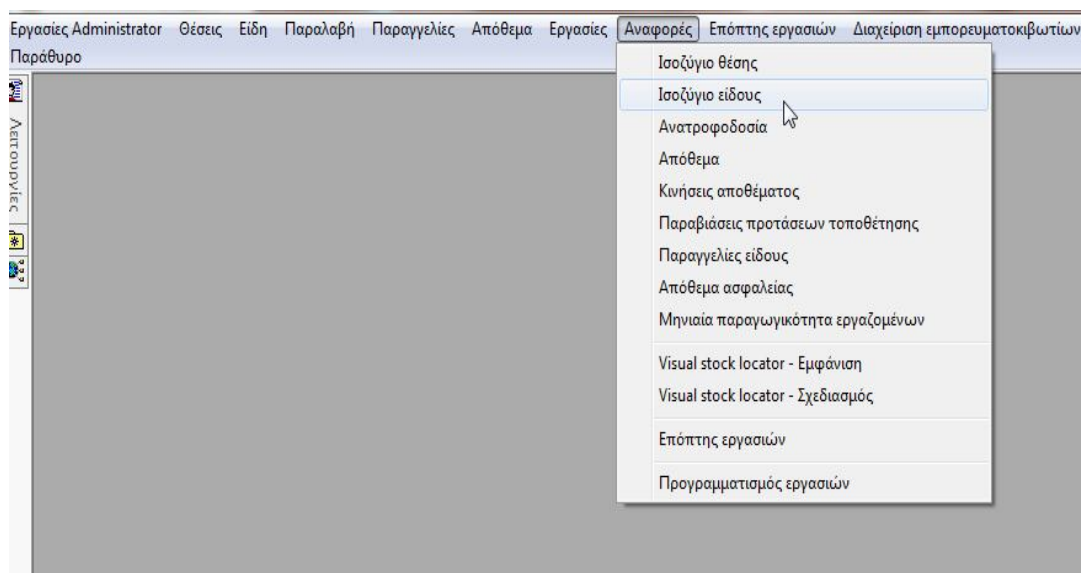 Εργασίες Administrator Θέσεις Είδη Παραλαβή Παραγγελίες Απόθεμα Εργασίες Αναφορές Επόπτης εργασιών Διαχείριση εμπορευματοκιβωτίων
Παράθυρο
Λειτουργίες
Ισοζύγιο θέσης
Ισοζύγιο είδους
Ανατροφοδοσία
Απόθεμα
Κινήσεις αποθέματος
Παραβιάσεις προτάσεων τοποθέτησης
Παραγγελίες είδους
Απόθεμα ασφαλείας
Μηνιαία παραγωγικότητα εργαζομένων
Visual stock locator - Εμφάνιση
Visual stock locator - Σχεδιασμός
Επόπτης εργασιών
Προγραμματισμός εργασιών